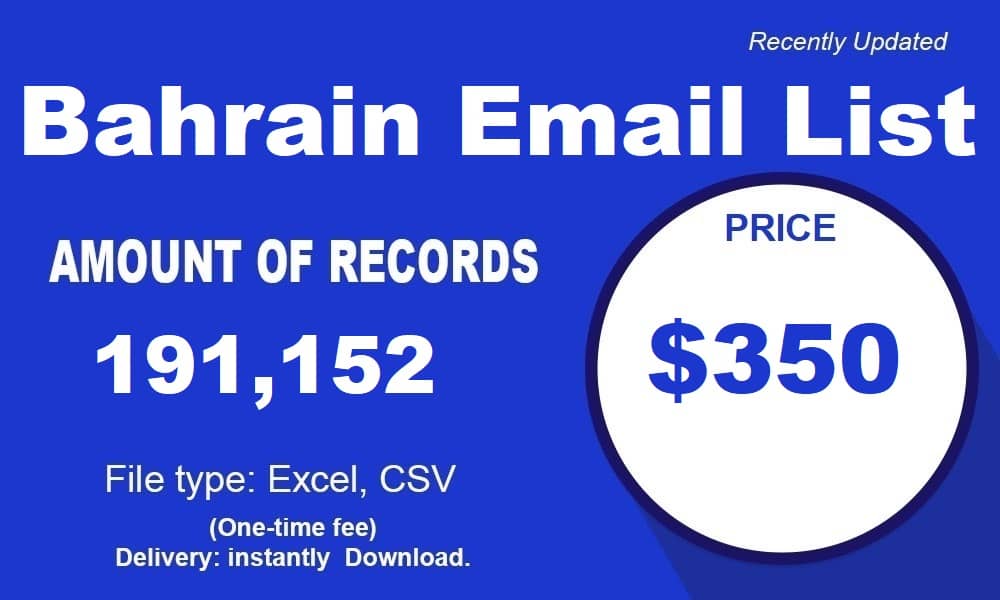 Recently Updated
Bahrain Email List
PRICE
AMOUNT OF RECORDS
191,152
$350
File type: Excel, CSV
(One-time fee)
Delivery: instantly Download.